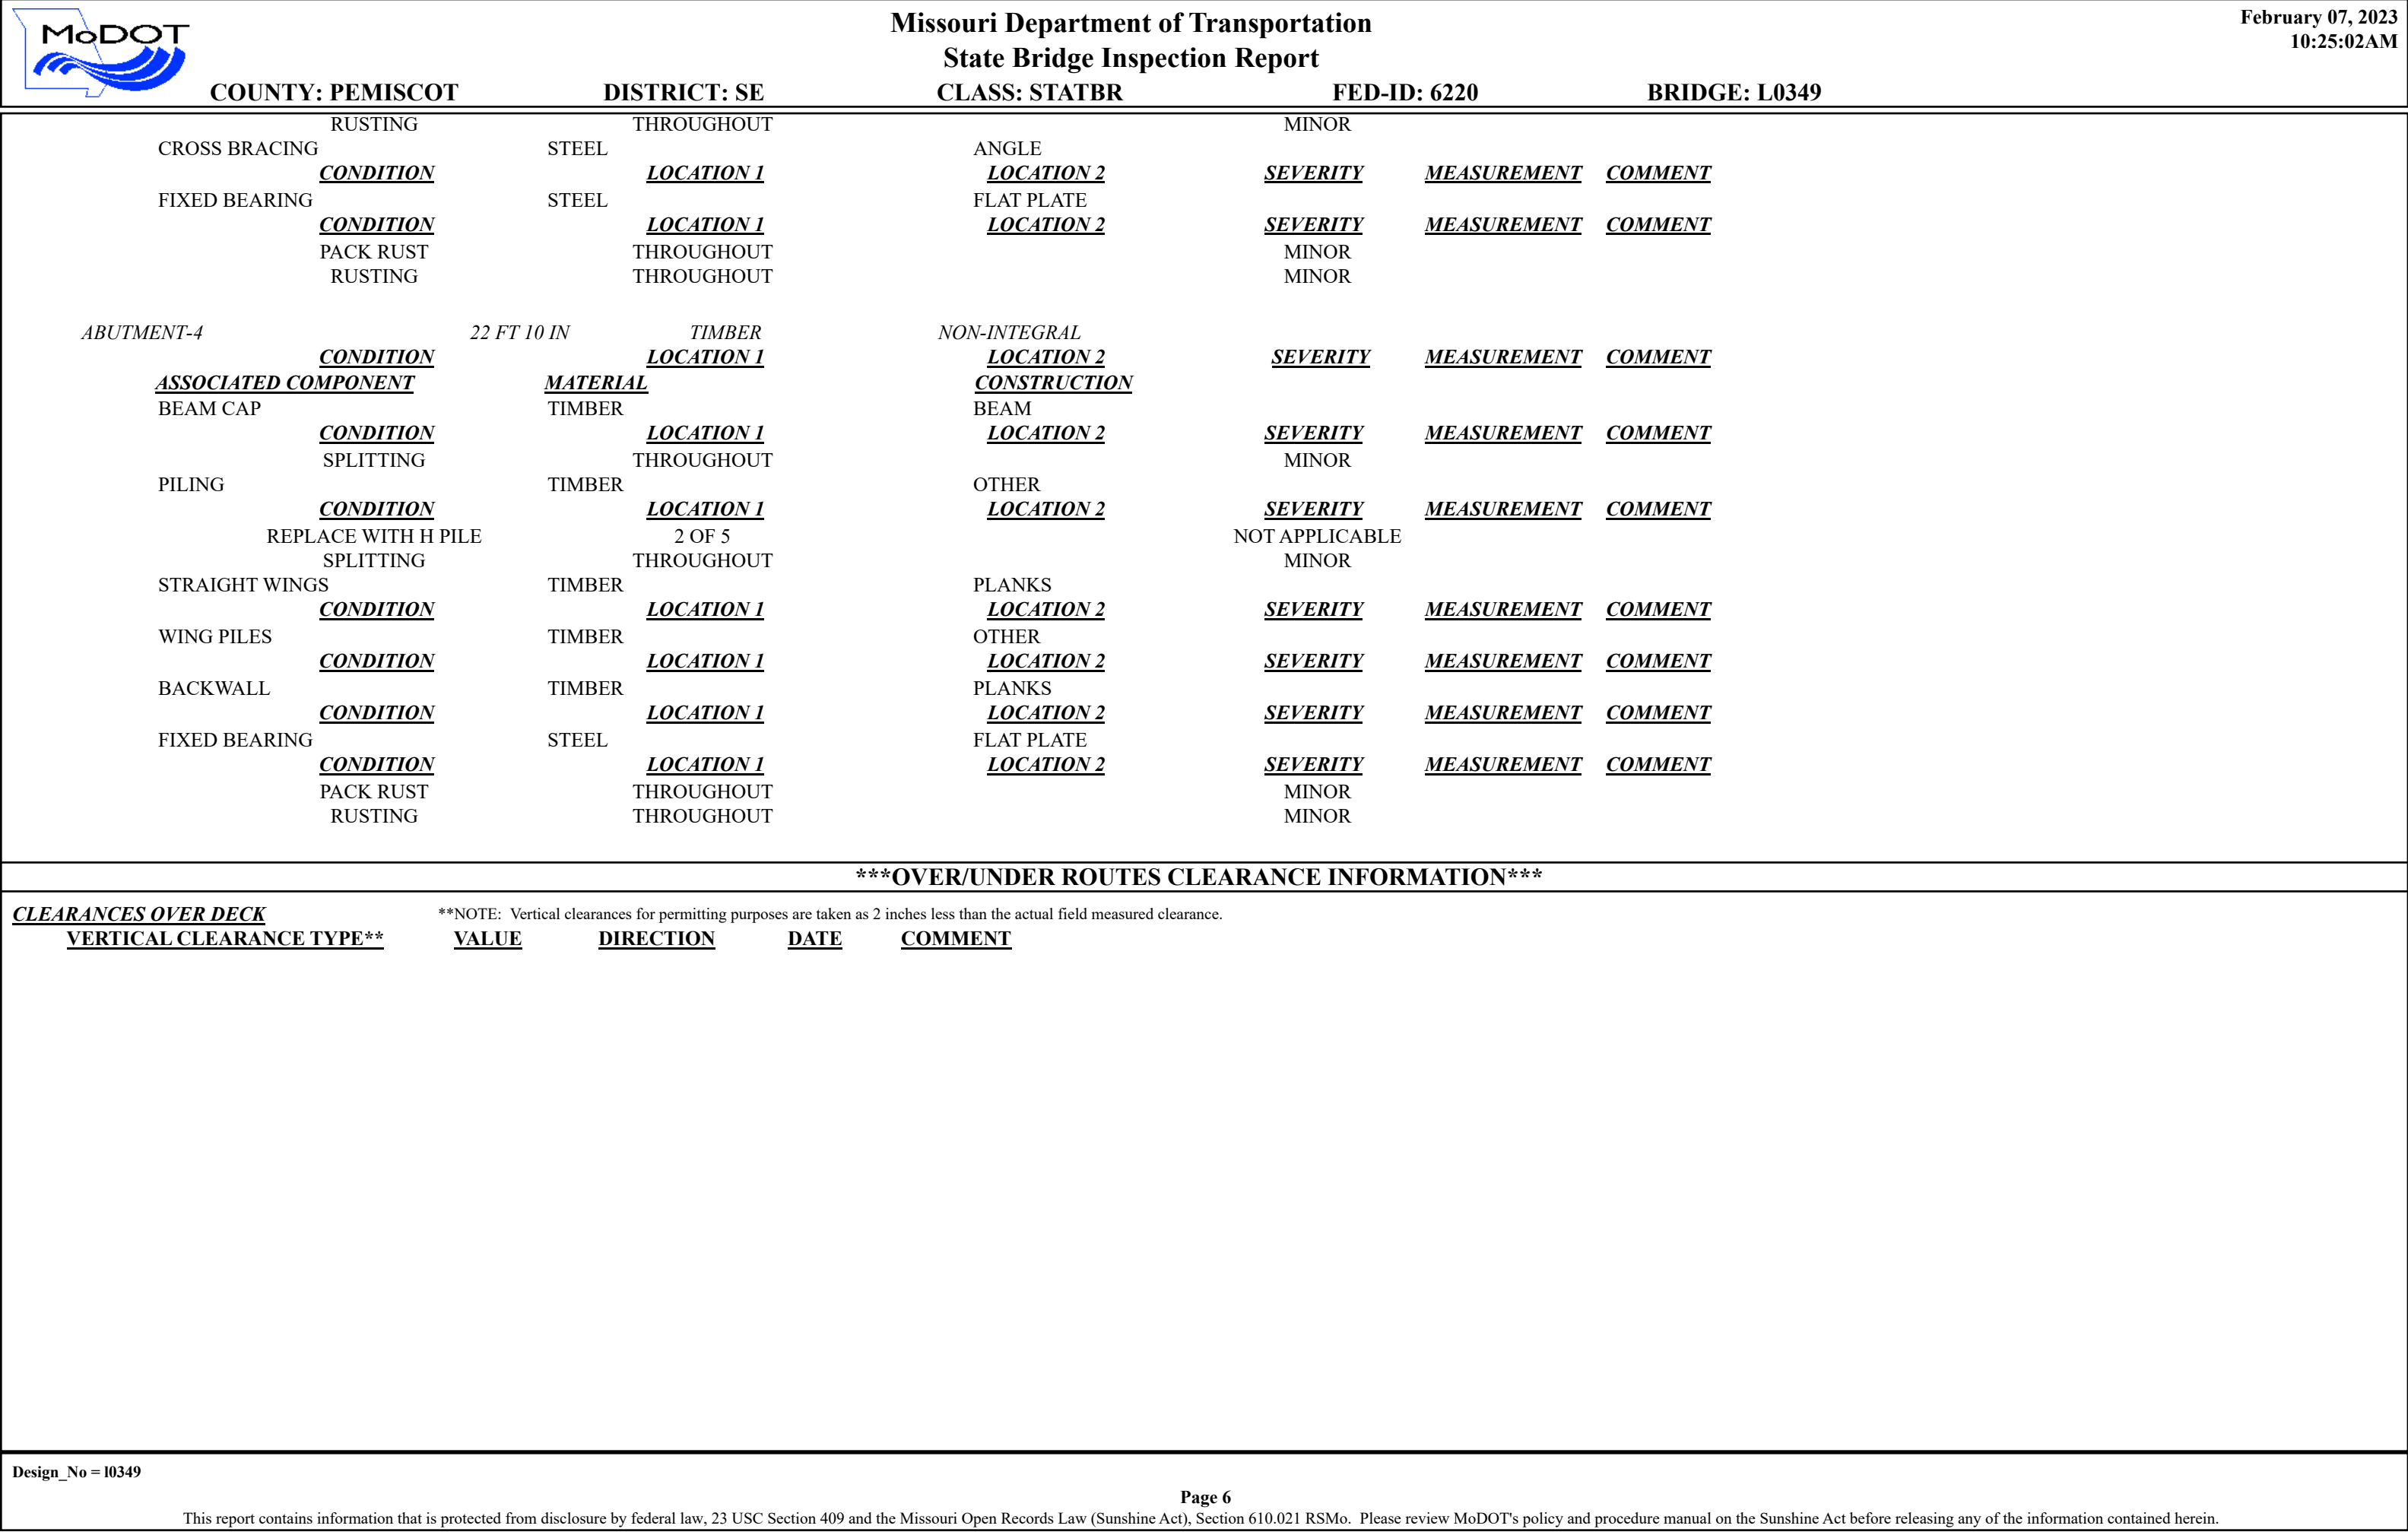 MoDOT
Missouri Department of Transportation
State Bridge Inspection Report
February 07, 2023
10:25:02AM
COUNTY: PEMISCOT DISTRICT: SE CLASS: STATBR FED-ID: 6220 BRIDGE: L0349
RUSTING THROUGHOUT MINOR
CROSS BRACING STEEL ANGLE
CONDITION LOCATION 1 LOCATION 2 SEVERITY MEASUREMENT COMMENT
FIXED BEARING STEEL FLAT PLATE
CONDITION LOCATION 1 LOCATION 2 SEVERITY MEASUREMENT COMMENT
PACK RUST THROUGHOUT MINOR
RUSTING THROUGHOUT MINOR
ABUTMENT-4 22 FT 10 IN TIMBER NON-INTEGRAL
CONDITION LOCATION 1 LOCATION 2 SEVERITY MEASUREMENT COMMENT
ASSOCIATED COMPONENT MATERIAL CONSTRUCTION
BEAM CAP TIMBER BEAM
CONDITION LOCATION 1 LOCATION 2 SEVERITY MEASUREMENT COMMENT
SPLITTING THROUGHOUT MINOR
PILING TIMBER OTHER
CONDITION LOCATION 1 LOCATION 2 SEVERITY MEASUREMENT COMMENT
REPLACE WITH H PILE 2 OF 5 NOT APPLICABLE
SPLITTING THROUGHOUT MINOR
STRAIGHT WINGS TIMBER PLANKS
CONDITION LOCATION 1 LOCATION 2 SEVERITY MEASUREMENT COMMENT
WING PILES TIMBER OTHER
CONDITION LOCATION 1 LOCATION 2 SEVERITY MEASUREMENT COMMENT
BACKWALL TIMBER PLANKS
CONDITION LOCATION 1 LOCATION 2 SEVERITY MEASUREMENT COMMENT
FIXED BEARING STEEL FLAT PLATE
CONDITION LOCATION 1 LOCATION 2 SEVERITY MEASUREMENT COMMENT
PACK RUST THROUGHOUT MINOR
RUSTING THROUGHOUT MINOR
***OVER/UNDER ROUTES CLEARANCE INFORMATION***
CLEARANCES OVER DECK **NOTE: Vertical clearances for permitting purposes are taken as 2 inches less than the actual field measured clearance.
VERTICAL CLEARANCE TYPE** VALUE DIRECTION DATE COMMENT
Design_No = l0349
Page 6
This report contains information that is protected from disclosure by federal law, 23 USC Section 409 and the Missouri Open Records Law (Sunshine Act), Section 610.021 RSMo. Please review MoDOT's policy and procedure manual on the Sunshine Act before releasing any of the information contained herein.